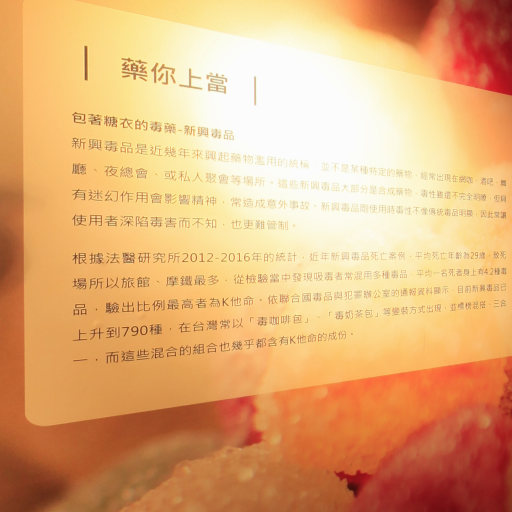 藥你上當
包著糖衣的毒藥-新興毒品
新興毒品是近幾年來興起藥物濫用的統稱,並不是某種特定的藥物,經常出現在網咖、酒吧、舞
廳、夜總會、或私人聚會等場所。這些新興毒品大部分是合成藥物,毒性雖還不完全明瞭,但具
有迷幻作用會影響精神,常造成意外事故。新興毒品剛使用時毒性不像傳統毒品明顯,因此常讓
使用者深陷毒害而不知,也更難管制。
根據法醫研究所2012-2016年的統計,近年新興毒品死亡案例,平均死亡年齡為29歲,致死
場所以旅館、摩鐵最多,從檢驗當中發現吸毒者常混用多種毒品,平均一名死者身上有4.2種毒
品,驗出比例最高者為K他命。依聯合國毒品與犯罪辦公室的通報資料顯示,目前新興毒品已
上升到790種,在台灣常以「毒咖啡包」、「毒奶茶包」等變裝方式出現,並標榜混搭、三合
一,而這些混合的組合也幾乎都含有K他命的成份。